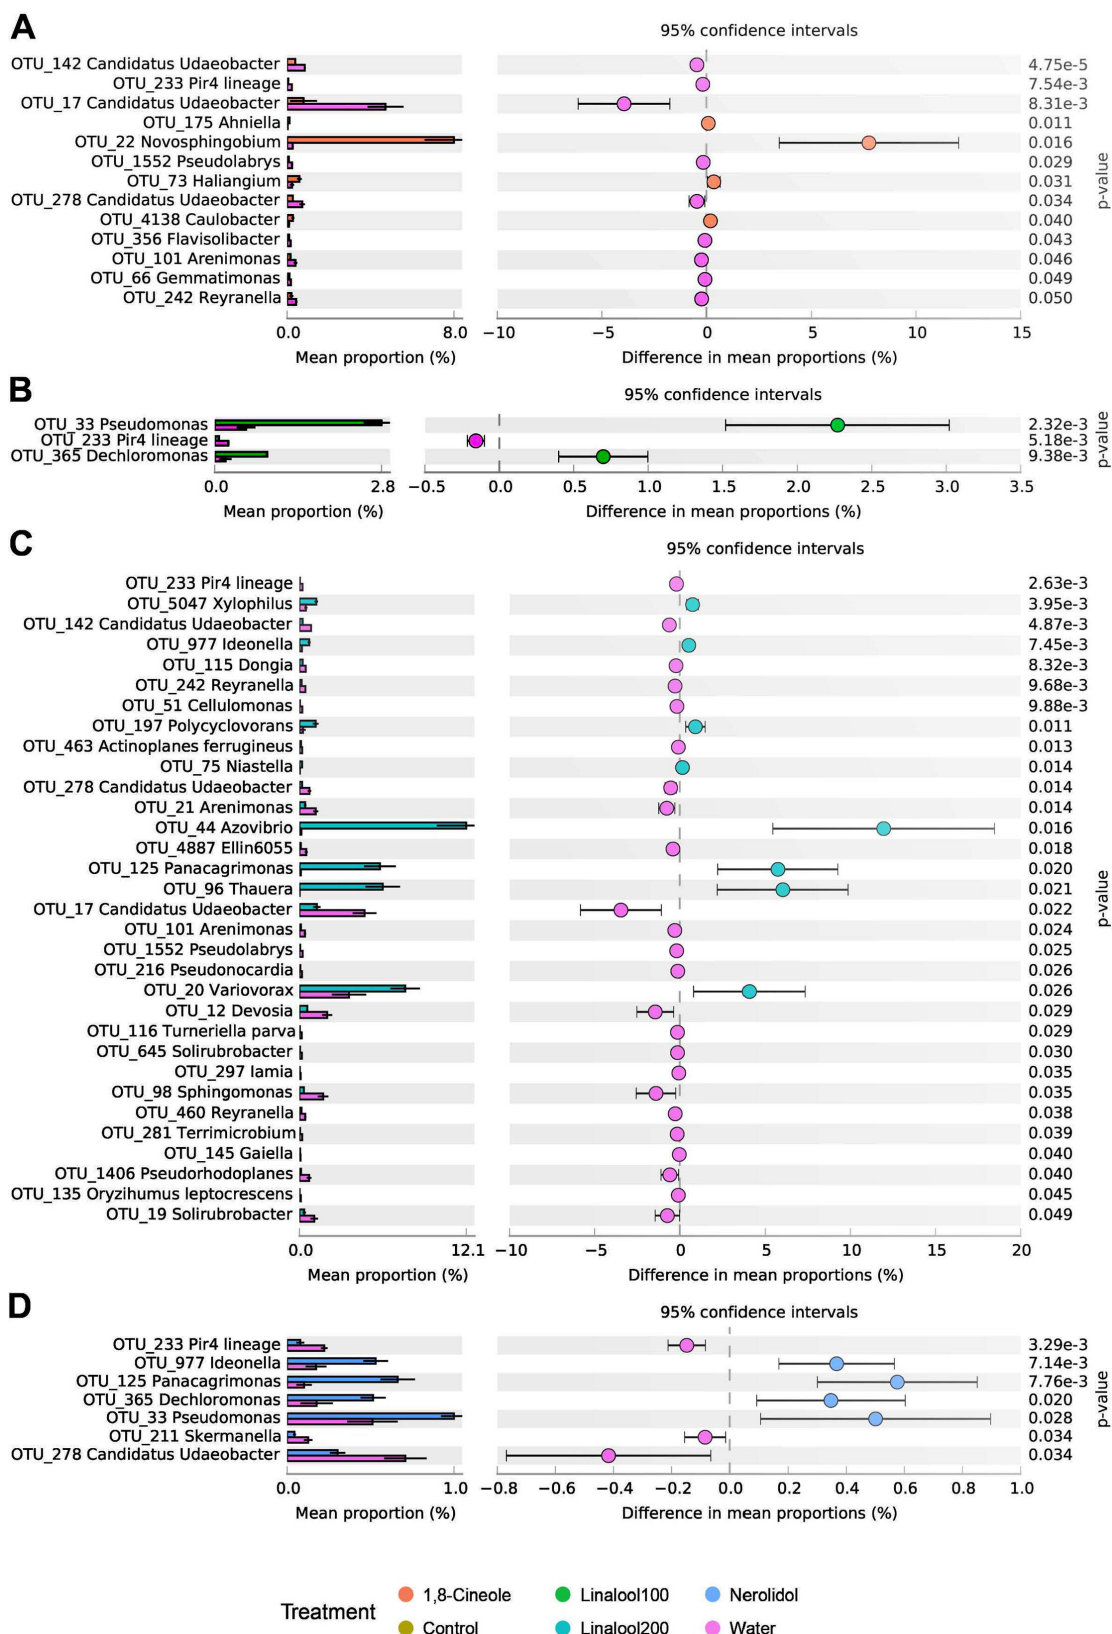 A
95% confidence intervals
OTU_142 Candidatus Udaeobacter 4.75e-5
OTU_233 Pir4 lineage 7.54e-3
OTU_17 Candidatus Udaeobacter 8.31e-3
OTU_175 Ahniella 0.011
OTU_22 Novosphingobium 0.016
OTU_1552 Pseudolabrys 0.029
OTU_73 Haliangium 0.031
OTU_278 Candidatus Udaeobacter 0.034
OTU_4138 Caulobacter 0.040
OTU_356 Flavisolibacter 0.043
OTU_101 Arenimonas 0.046
OTU_66 Gemmatimonas 0.049
OTU_242 Reyranella 0.050
p-value
0.0 8.0 −10 −5 0 5 10 15
Mean proportion (%) Difference in mean proportions (%)
B
95% confidence intervals
OTU_33 Pseudomonas 2.32e-3
OTU_233 Pir4 lineage 5.18e-3
OTU_365 Dechloromonas 9.38e-3
p-value
0.0 2.8 −0.5 0.0 0.5 1.0 1.5 2.0 2.5 3.0 3.5
Mean proportion (%) Difference in mean proportions (%)
C
95% confidence intervals
OTU_233 Pir4 lineage 2.63e-3
OTU_5047 Xylophilus 3.95e-3
OTU_142 Candidatus Udaeobacter 4.87e-3
OTU_977 Ideonella 7.45e-3
OTU_115 Dongia 8.32e-3
OTU_242 Reyranella 9.68e-3
OTU_51 Cellulomonas 9.88e-3
OTU_197 Polycyclovorans 0.011
OTU_463 Actinoplanes ferrugineus 0.013
OTU_75 Niastella 0.014
OTU_278 Candidatus Udaeobacter 0.014
OTU_21 Arenimonas 0.014
OTU_44 Azovibrio 0.016
OTU_4887 Ellin6055 0.018
OTU_125 Panacagrimonas 0.020
OTU_96 Thauera 0.021
OTU_17 Candidatus Udaeobacter 0.022
OTU_101 Arenimonas 0.024
OTU_1552 Pseudolabrys 0.025
OTU_216 Pseudonocardia 0.026
OTU_20 Variovorax 0.026
OTU_12 Devosia 0.029
OTU_116 Turneriella parva 0.029
OTU_645 Solirubrobacter 0.030
OTU_297 Iamia 0.035
OTU_98 Sphingomonas 0.035
OTU_460 Reyranella 0.038
OTU_281 Terrimicrobium 0.039
OTU_145 Gaiella 0.040
OTU_1406 Pseudorhodoplanes 0.040
OTU_135 Oryzihumus leptocrescens 0.045
OTU_19 Solirubrobacter 0.049
p-value
0.0 12.1 −10 −5 0 5 10 15 20
Mean proportion (%) Difference in mean proportions (%)
D
95% confidence intervals
OTU_233 Pir4 lineage 3.29e-3
OTU_977 Ideonella 7.14e-3
OTU_125 Panacagrimonas 7.76e-3
OTU_365 Dechloromonas 0.020
OTU_33 Pseudomonas 0.028
OTU_211 Skermanella 0.034
OTU_278 Candidatus Udaeobacter 0.034
p-value
0.0 1.0 −0.8 −0.6 −0.4 −0.2 0.0 0.2 0.4 0.6 0.8 1.0
Mean proportion (%) Difference in mean proportions (%)
Treatment
1,8-Cineole Linalool100 Nerolidol
Control Linalool200 Water